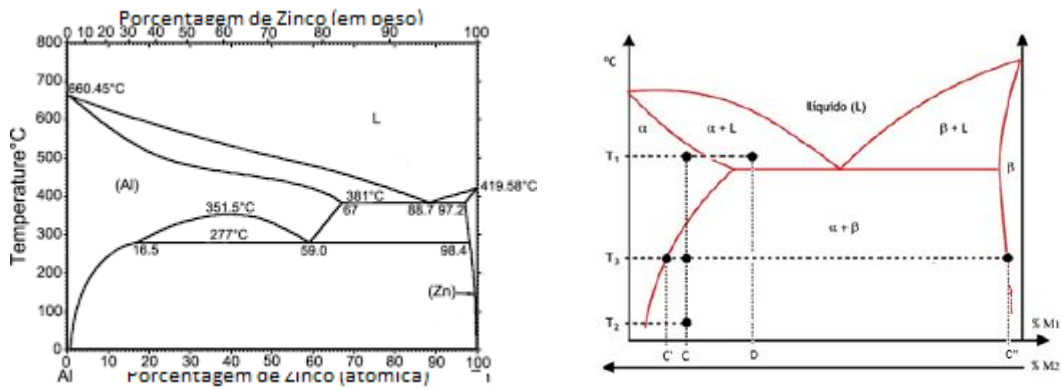 Porcentagem de Zinco (em peso)
0 10 20 30 40 50 60 70 80 90 100
800
700
660.45°C
600
500
400
300
200
100
0
Temperature°C
L
(Al)
419.58°C
381°C
67
88.7 97.2
351.5°C
277°C
16.5
59.0
98.4
(Zn)
0 10 20 30 40 50 60 70 80 90 100
Al
Porcentagem de Zinco (atômica)
°C
líquido (L)
α
α + L
β + L
T1
β
α + β
T3
T2
% M1
C' C D C"
% M2